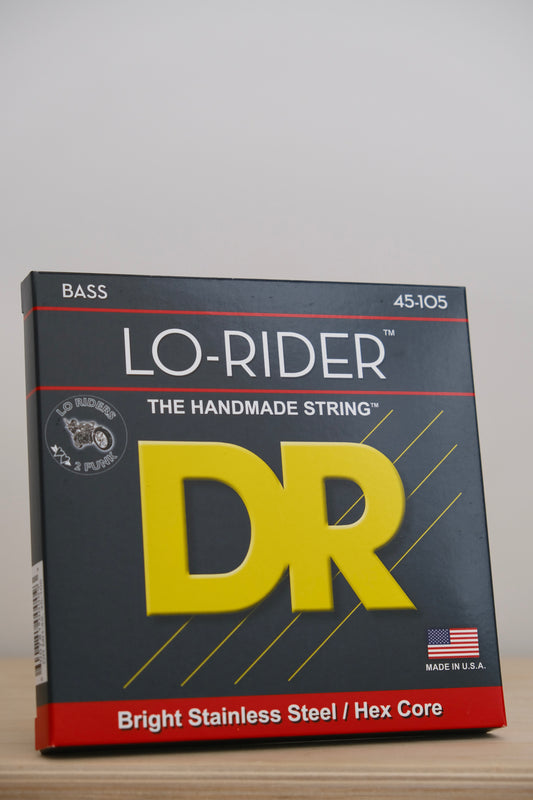 BASS
45-105
LO-RIDER™
THE HANDMADE STRING™
LO RIDERS
2 FUNK
DR
MADE IN U.S.A.
Bright Stainless Steel / Hex Core